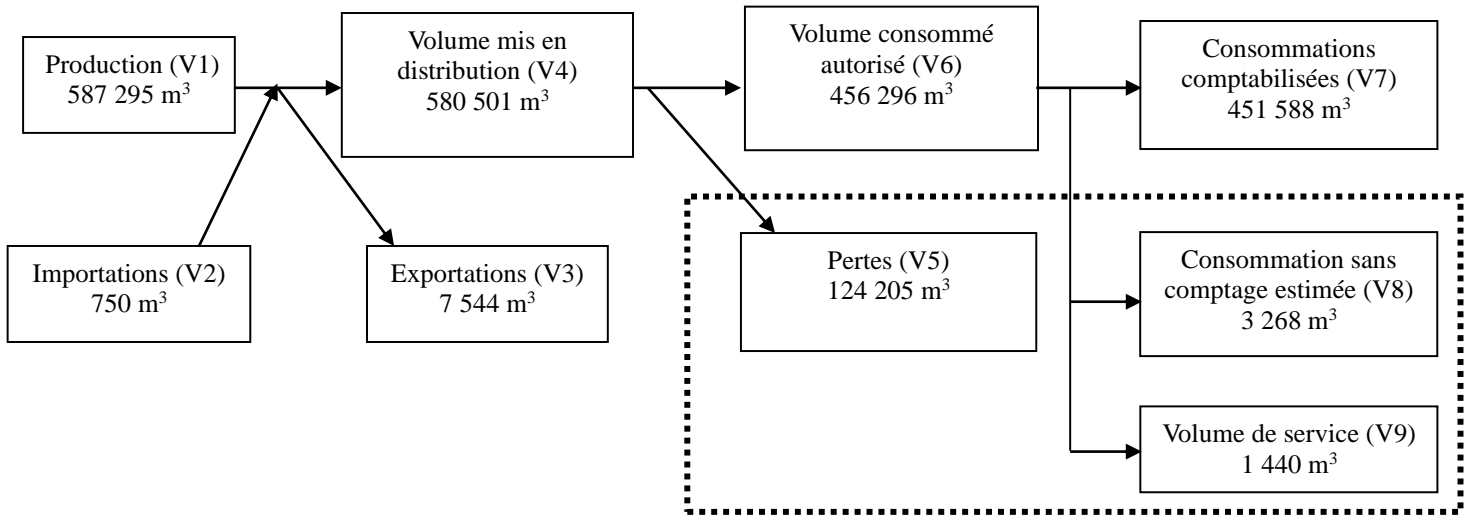 Production (V1)
587 295 m³
Volume mis en
distribution (V4)
580 501 m³
Volume consommé
autorisé (V6)
456 296 m³
Consommations
comptabilisées (V7)
451 588 m³
Importations (V2)
750 m³
Exportations (V3)
7 544 m³
Pertes (V5)
124 205 m³
Consommation sans
comptage estimée (V8)
3 268 m³
Volume de service (V9)
1 440 m³